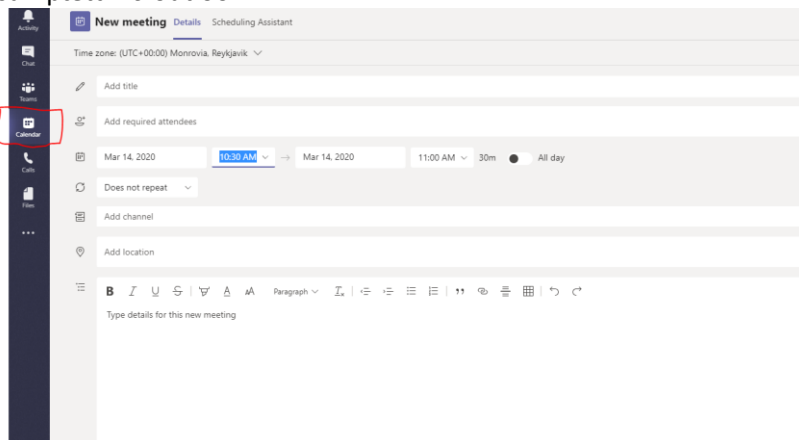 Activity
Chat
Teams
Calendar
Calls
Files
New meeting Details Scheduling Assistant
Time zone: (UTC+00:00) Monrovia, Reykjavik
Add title
Add required attendees
Mar 14, 2020 10:30 AM → Mar 14, 2020 11:00 AM 30m All day
Does not repeat
Add channel
Add location
B I U S A AA Paragraph
Type details for this new meeting